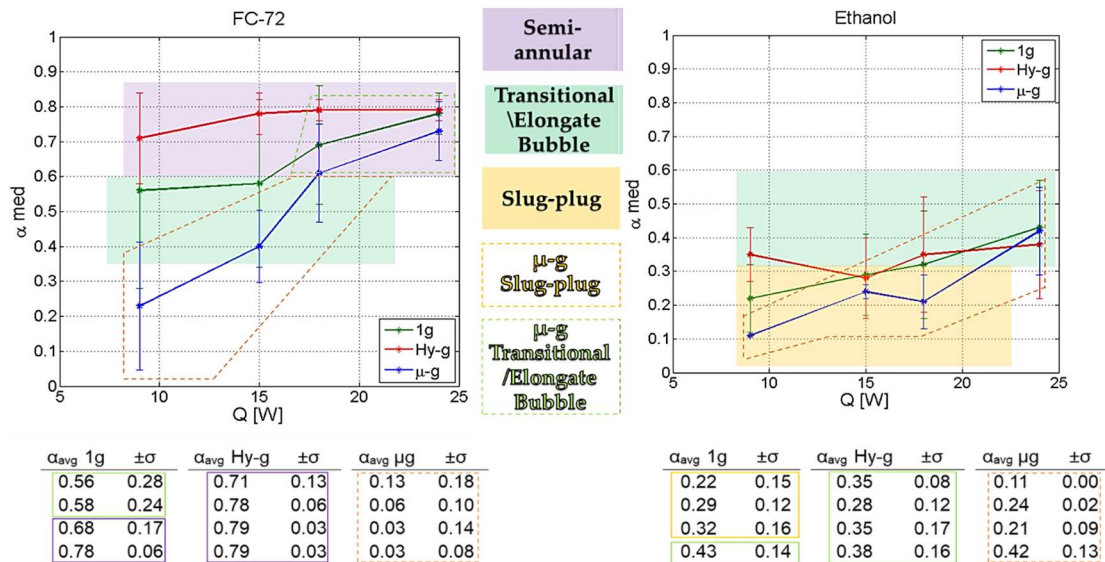 FC-72
α med
1
0.9
0.8
0.7
0.6
0.5
0.4
0.3
0.2
0.1
0
5
10
15
20
25
Q [W]
1g
Hy-g
μ-g
Semi-
annular
Transitional
\Elongate
Bubble
Slug-plug
μ-g
Slug-plug
μ-g
Transitional
/Elongate
Bubble
Ethanol
α med
1
0.9
0.8
0.7
0.6
0.5
0.4
0.3
0.2
0.1
0
5
10
15
20
25
Q [W]
1g
Hy-g
μ-g
αavg 1g ±σ αavg Hy-g ±σ αavg μg ±σ
0.56 0.28 0.71 0.13 0.13 0.18
0.58 0.24 0.78 0.06 0.06 0.10
0.68 0.17 0.79 0.03 0.03 0.14
0.78 0.06 0.79 0.03 0.03 0.08
αavg 1g ±σ αavg Hy-g ±σ αavg μg ±σ
0.22 0.15 0.35 0.08 0.11 0.00
0.29 0.12 0.28 0.12 0.24 0.02
0.32 0.16 0.35 0.17 0.21 0.09
0.43 0.14 0.38 0.16 0.42 0.13